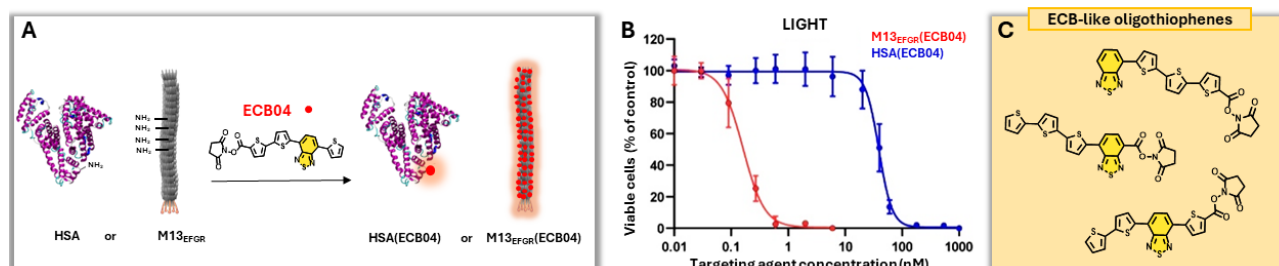 A
HSA or M13EFGR
NH₂
NH₂
NH₂
NH₂
NH₂
ECB04
O
N-O
O
O
S
S
N
S
N
S
HSA(ECB04) or M13EFGR(ECB04)
B
LIGHT
M13EFGR(ECB04)
HSA(ECB04)
Viable cells (% of control)
120
100
80
60
40
20
0
0.01 0.1 1 10 100 1000
Targeting agent concentration (nM)
C
ECB-like oligothiophenes
N
S
N
S
S
S
O
O
N
O
O
S
S
S
N
S
N
O
O
N
O
O
S
S
N
S
N
S
O
O
N
O
O